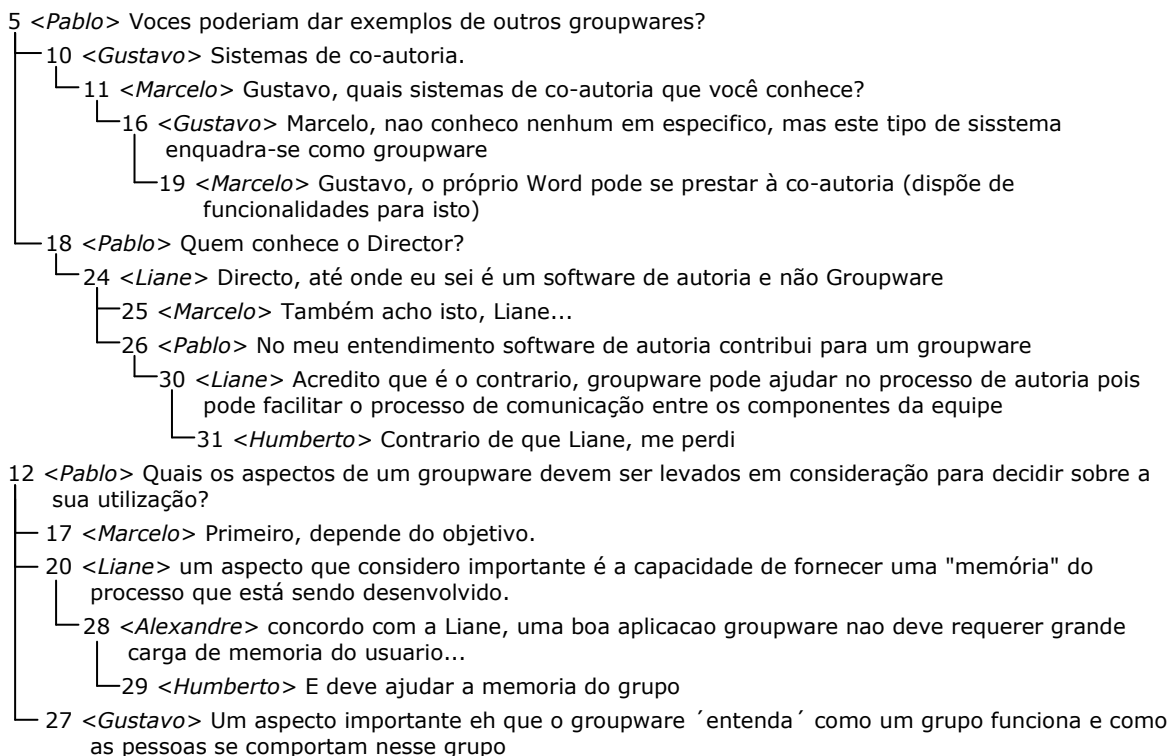 5 <Pablo> Voces poderiam dar exemplos de outros groupwares?
10 <Gustavo> Sistemas de co-autoria.
11 <Marcelo> Gustavo, quais sistemas de co-autoria que você conhece?
16 <Gustavo> Marcelo, nao conheco nenhum em especifico, mas este tipo de sisstema
enquadra-se como groupware
19 <Marcelo> Gustavo, o próprio Word pode se prestar à co-autoria (dispõe de
funcionalidades para isto)
18 <Pablo> Quem conhece o Director?
24 <Liane> Directo, até onde eu sei é um software de autoria e não Groupware
25 <Marcelo> Também acho isto, Liane...
26 <Pablo> No meu entendimento software de autoria contribui para um groupware
30 <Liane> Acredito que é o contrario, groupware pode ajudar no processo de autoria pois
pode facilitar o processo de comunicação entre os componentes da equipe
31 <Humberto> Contrario de que Liane, me perdi
12 <Pablo> Quais os aspectos de um groupware devem ser levados em consideração para decidir sobre a
sua utilização?
17 <Marcelo> Primeiro, depende do objetivo.
20 <Liane> um aspecto que considero importante é a capacidade de fornecer uma "memória" do
processo que está sendo desenvolvido.
28 <Alexandre> concordo com a Liane, uma boa aplicacao groupware nao deve requerer grande
carga de memoria do usuario...
29 <Humberto> E deve ajudar a memoria do grupo
27 <Gustavo> Um aspecto importante eh que o groupware ´entenda´ como um grupo funciona e como
as pessoas se comportam nesse grupo